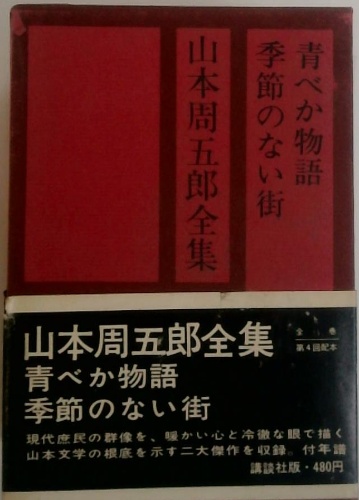 青べか物語
季節のない街
山本周五郎全集
山本周五郎全集
青べか物語
季節のない街
全 巻
第4回配本
現代庶民の群像を、暖かい心と冷徹な眼で描く
山本文学の根底を示す二大傑作を収録。付年譜
講談社版・480円